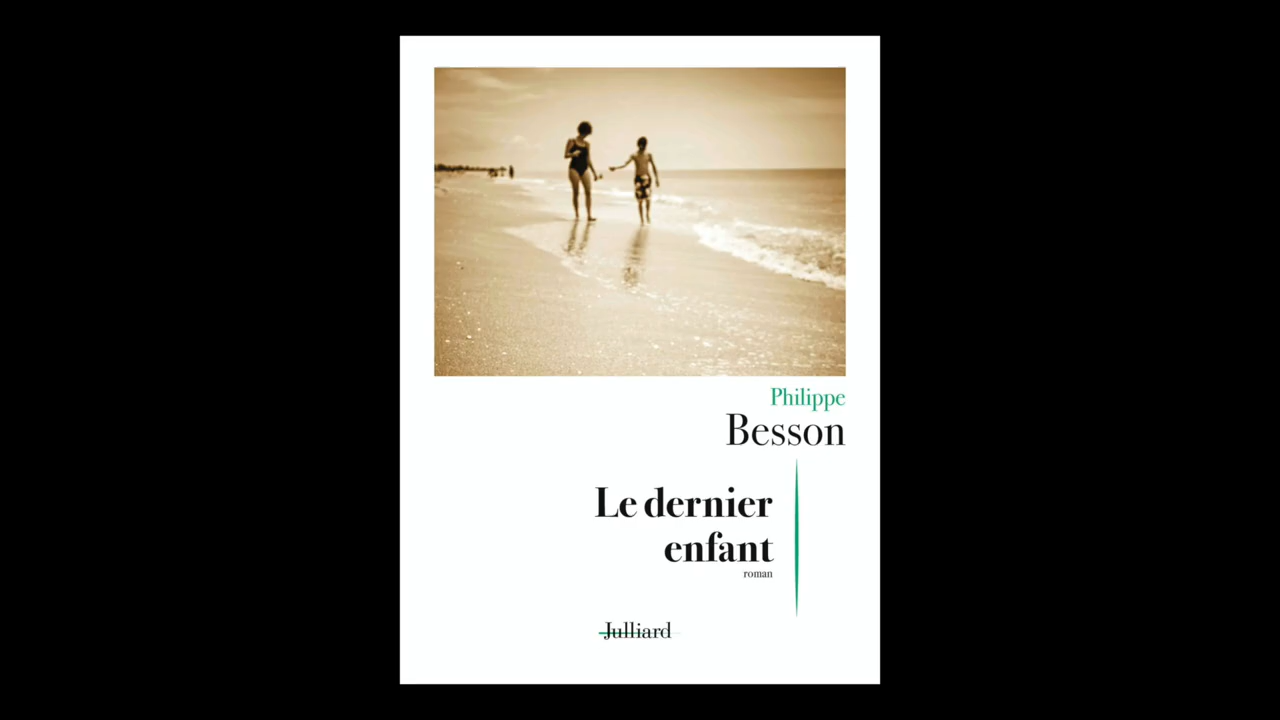 Philippe
Besson
Le dernier
enfant
roman
Julliard